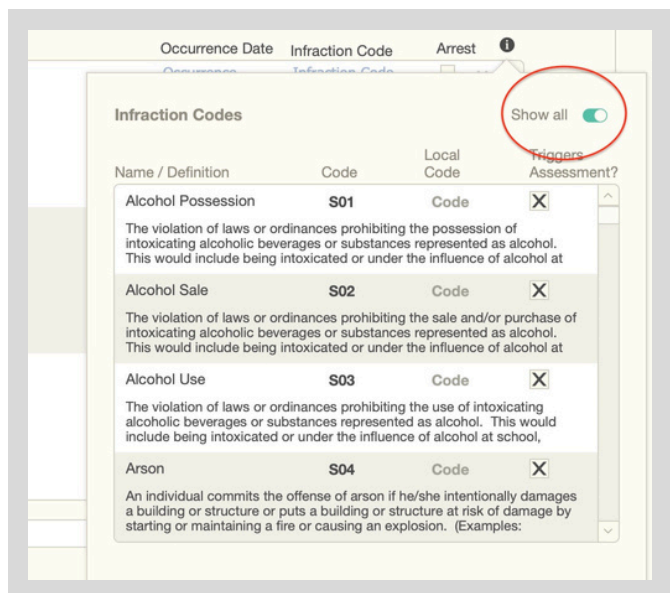 Occurrence Date Infraction Code Arrest
Occurrence Infraction Code
Infraction Codes Show all
Name / Definition Code Local Code Triggers Assessment?
Alcohol Possession S01 Code X
The violation of laws or ordinances prohibiting the possession of
intoxicating alcoholic beverages or substances represented as alcohol.
This would include being intoxicated or under the influence of alcohol at
Alcohol Sale S02 Code X
The violation of laws or ordinances prohibiting the sale and/or purchase of
intoxicating alcoholic beverages or substances represented as alcohol.
This would include being intoxicated or under the influence of alcohol at
Alcohol Use S03 Code X
The violation of laws or ordinances prohibiting the use of intoxicating
alcoholic beverages or substances represented as alcohol.  This would
include being intoxicated or under the influence of alcohol at school,
Arson S04 Code X
An individual commits the offense of arson if he/she intentionally damages
a building or structure or puts a building or structure at risk of damage by
starting or maintaining a fire or causing an explosion.  (Examples: